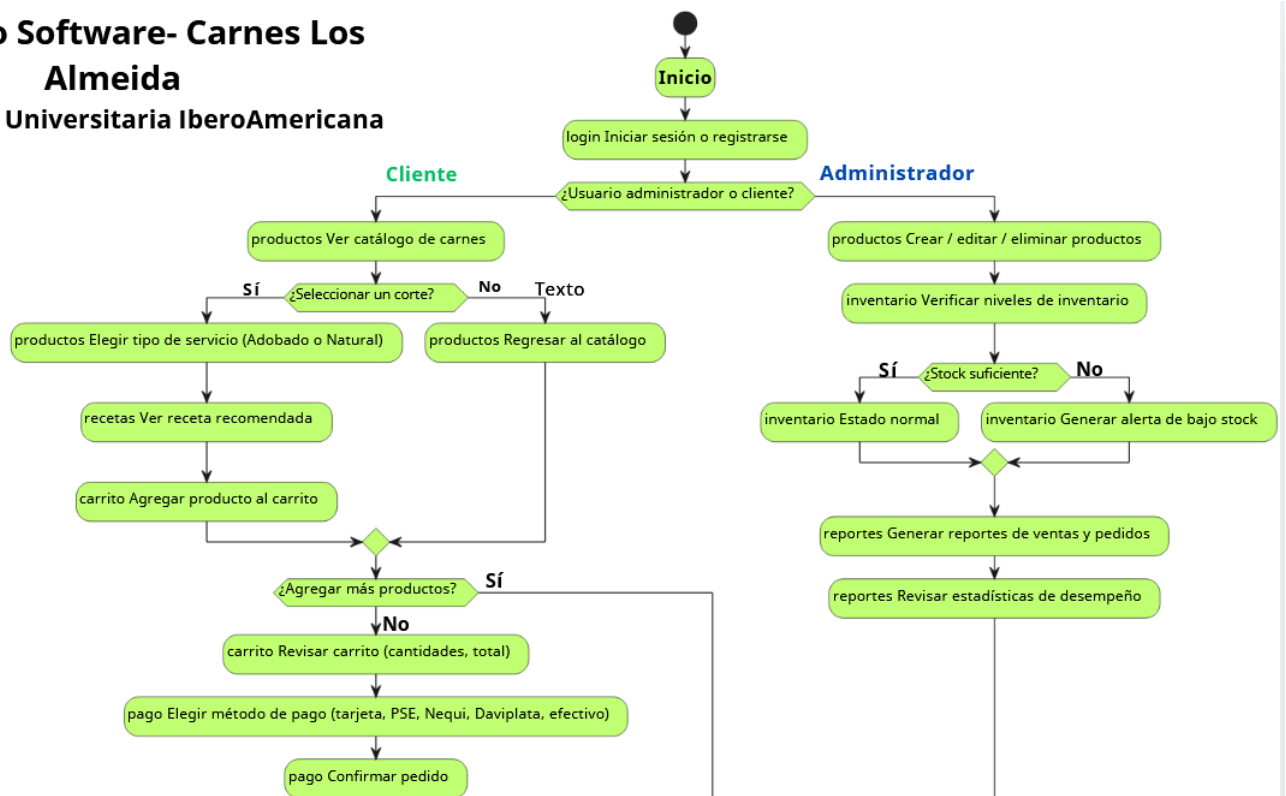 o Software- Carnes Los
Almeida
Universitaria IberoAmericana
Inicio
login Iniciar sesión o registrarse
Cliente
¿Usuario administrador o cliente?
Administrador
productos Ver catálogo de carnes
productos Crear / editar / eliminar productos
Sí
¿Seleccionar un corte?
No
Texto
inventario Verificar niveles de inventario
productos Elegir tipo de servicio (Adobado o Natural)
productos Regresar al catálogo
Sí
¿Stock suficiente?
No
recetas Ver receta recomendada
inventario Estado normal
inventario Generar alerta de bajo stock
carrito Agregar producto al carrito
reportes Generar reportes de ventas y pedidos
¿Agregar más productos?
Sí
reportes Revisar estadísticas de desempeño
No
carrito Revisar carrito (cantidades, total)
pago Elegir método de pago (tarjeta, PSE, Nequi, Daviplata, efectivo)
pago Confirmar pedido